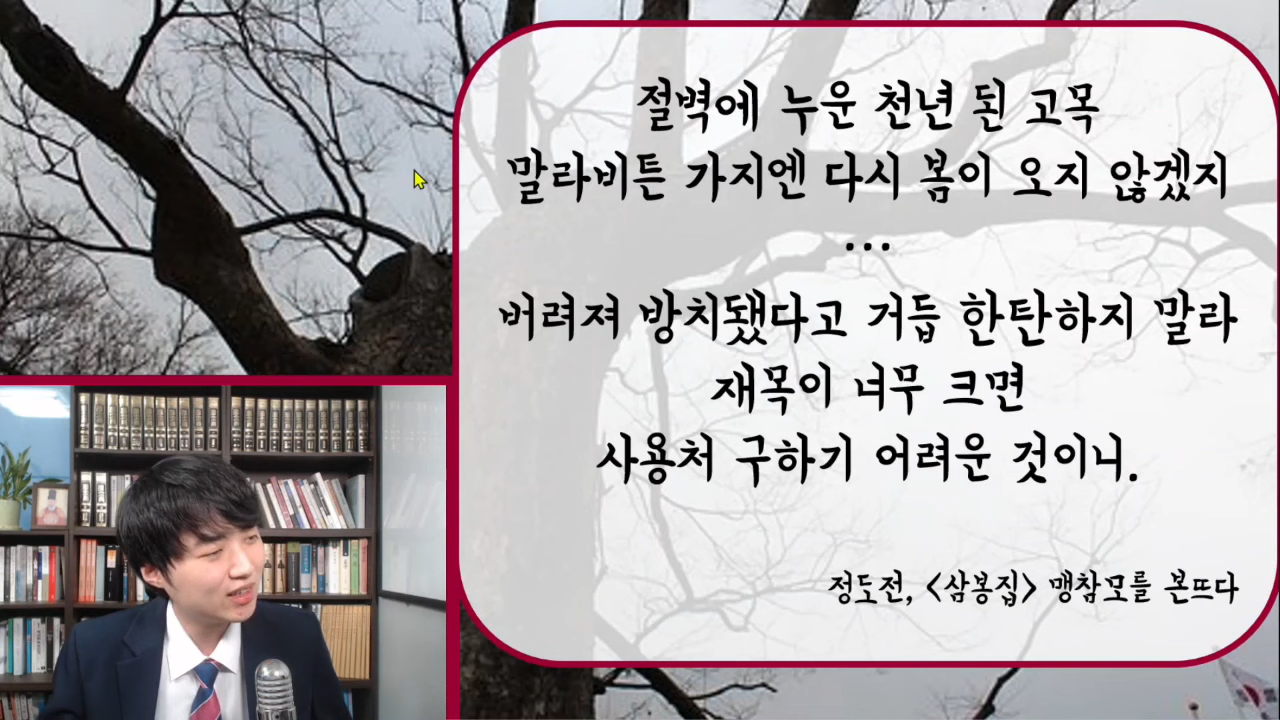 절벽에 누운 천년 된 고목
말라비튼 가지엔 다시 봄이 오지 않겠지
...
버려져 방치됐다고 거듭 한탄하지 말라
재목이 너무 크면
사용처 구하기 어려운 것이니.
정도전, <삼봉집> 맹참모를 본뜨다